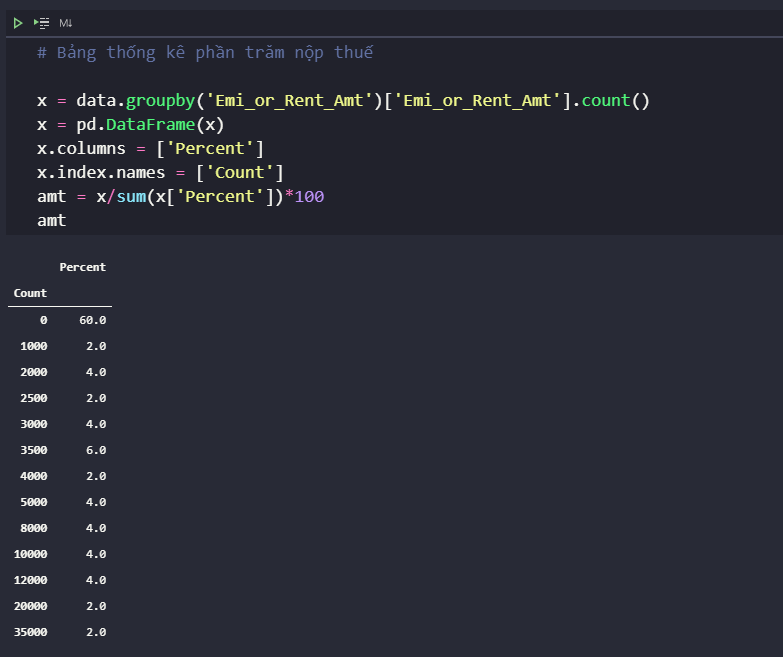 M↓
# Bảng thống kê phần trăm nộp thuế
x = data.groupby('Emi_or_Rent_Amt')['Emi_or_Rent_Amt'].count()
x = pd.DataFrame(x)
x.columns = ['Percent']
x.index.names = ['Count']
amt = x/sum(x['Percent'])*100
amt
Percent
Count
0 60.0
1000 2.0
2000 4.0
2500 2.0
3000 4.0
3500 6.0
4000 2.0
5000 4.0
8000 4.0
10000 4.0
12000 4.0
20000 2.0
35000 2.0